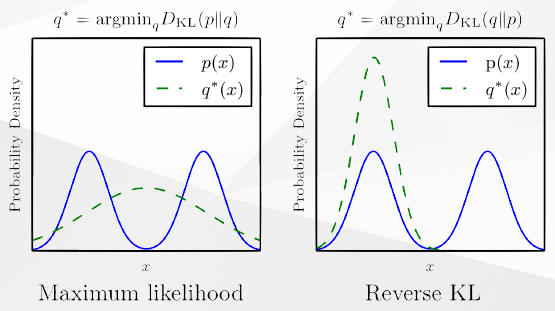 q* = argmin_q D_KL(p||q)
p(x)
q*(x)
Probability Density
x
Maximum likelihood
q* = argmin_q D_KL(q||p)
p(x)
q*(x)
Probability Density
x
Reverse KL